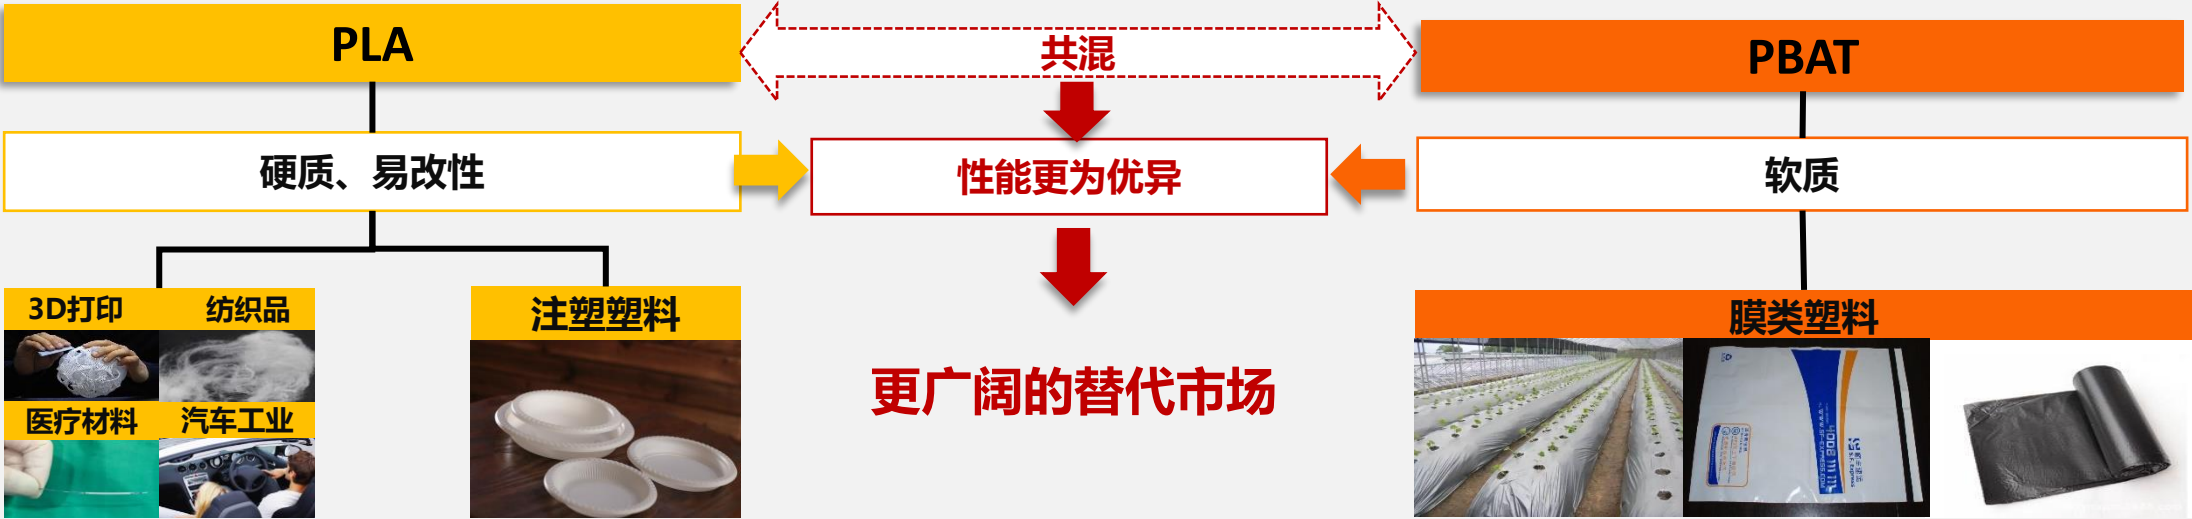 PLA
共混
PBAT
硬质、易改性
性能更为优异
软质
3D打印
纺织品
注塑塑料
膜类塑料
医疗材料
汽车工业
更广阔的替代市场